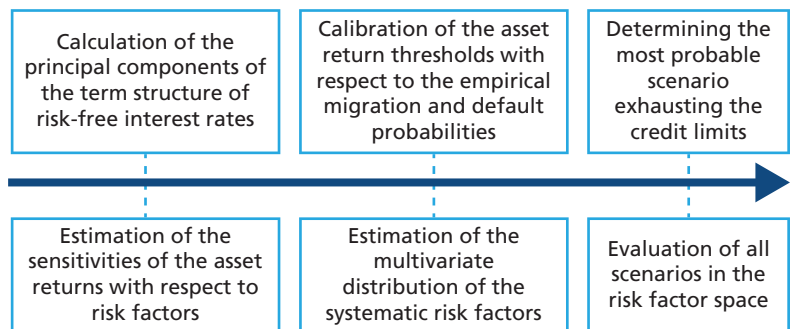 Calculation of the
principal components of
the term structure of
risk-free interest rates
Calibration of the asset
return thresholds with
respect to the empirical
migration and default
probabilities
Determining the
most probable
scenario
exhausting the
credit limits
Estimation of the
sensitivities of the asset
returns with respect to
risk factors
Estimation of the
multivariate
distribution of the
systematic risk factors
Evaluation of all
scenarios in the
risk factor space